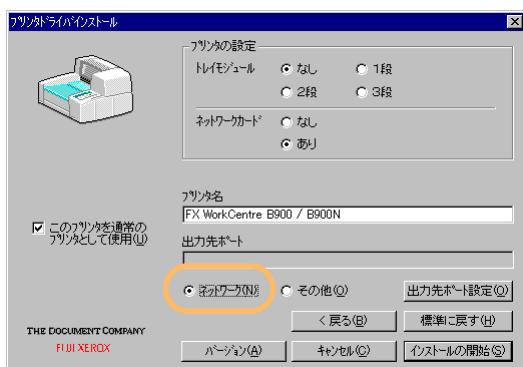 プリンタドライバインストール
プリンタの設定
トレイモジュール なし 1段
2段 3段
ネットワークカード なし
あり
プリンタ名
FX WorkCentre B900 / B900N
このプリンタを通常の
プリンタとして使用(U)
出力先ポート
ネットワーク(N) その他(O) 出力先ポート設定(O)
< 戻る(B) 標準に戻す(H)
THE DOCUMENT COMPANY
FUJI XEROX
バージョン(A) キャンセル(C) インストールの開始(S)